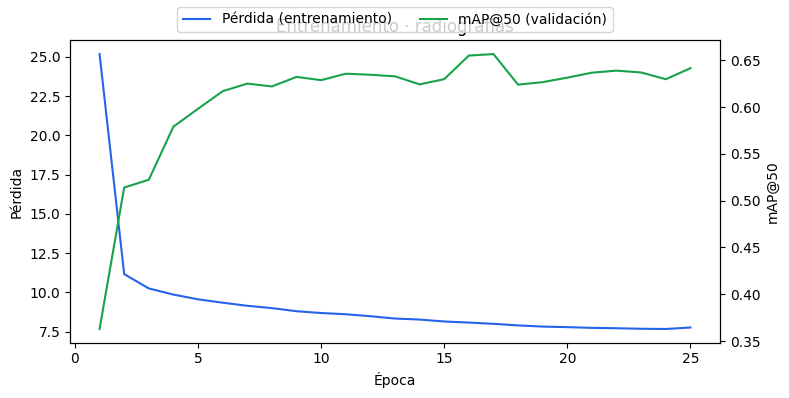 Entrenamiento · radiografías
Pérdida (entrenamiento) mAP@50 (validación)
25.0
22.5
20.0
17.5
15.0
12.5
10.0
7.5
Pérdida
0.65
0.60
0.55
0.50
0.45
0.40
0.35
mAP@50
0 5 10 15 20 25
Época